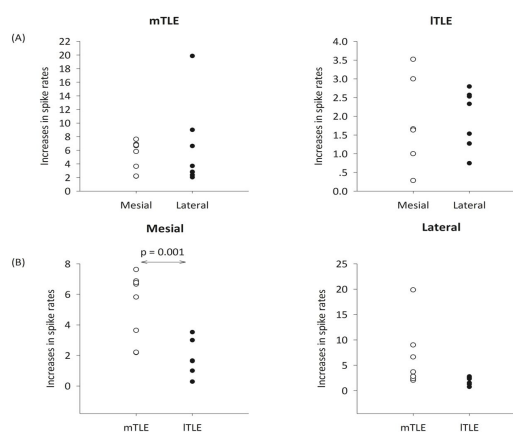 mTLE
lTLE
(A)
Increases in spike rates
22
20
18
16
14
12
10
8
6
4
2
0
Mesial
Lateral
Increases in spike rates
4.0
3.5
3.0
2.5
2.0
1.5
1.0
.5
0.0
Mesial
Lateral
Mesial
Lateral
(B)
p = 0.001
Increases in spike rates
8
6
4
2
0
mTLE
lTLE
Increases in spike rates
25
20
15
10
5
0
mTLE
lTLE